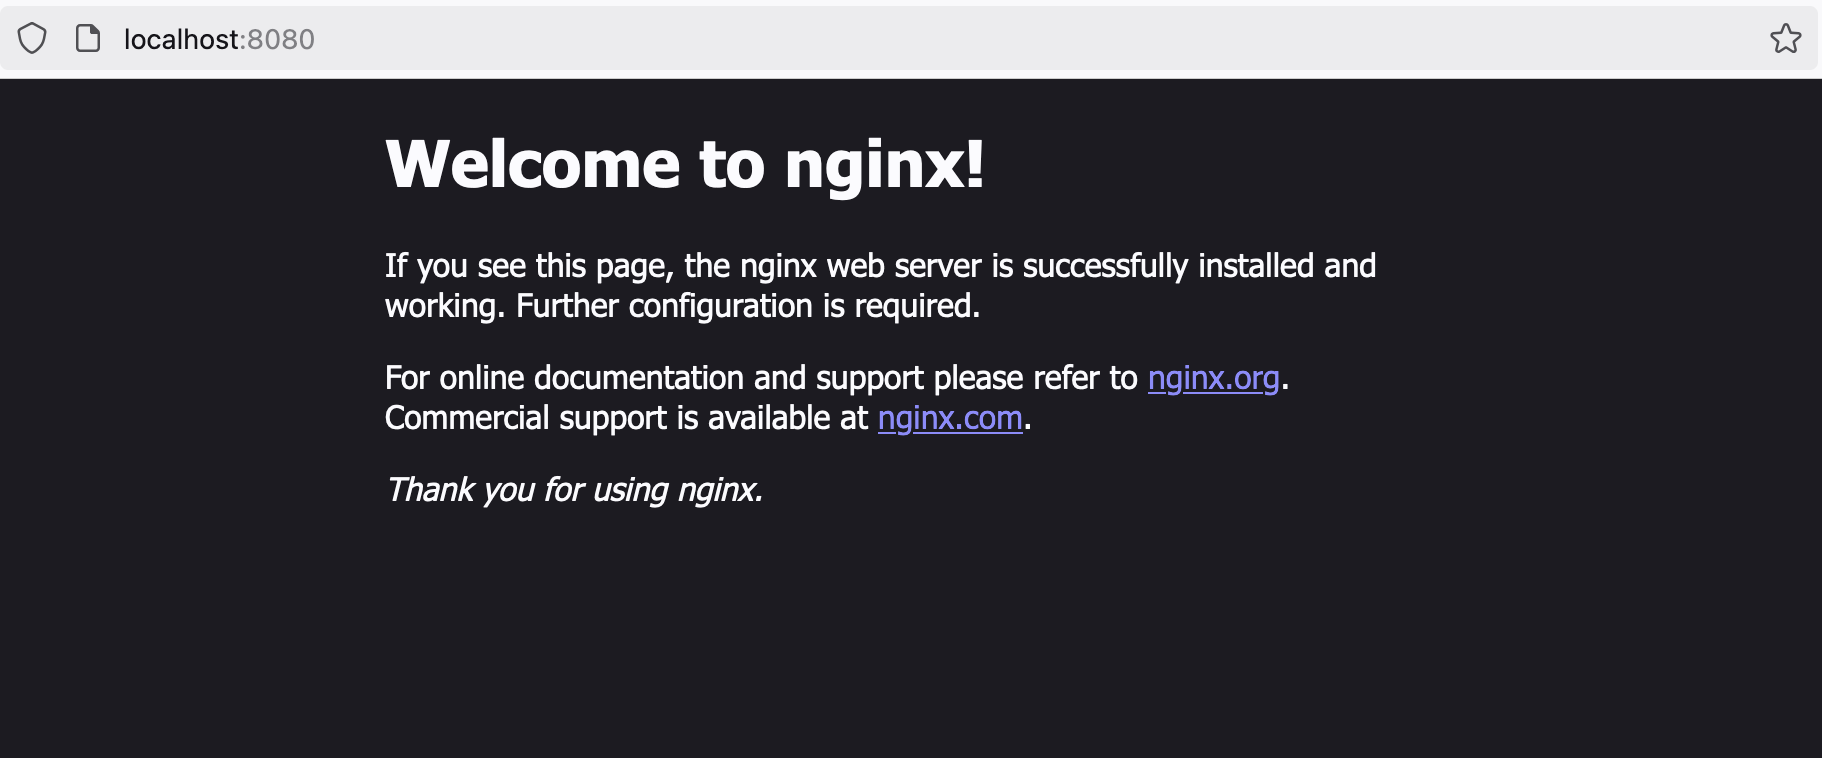 localhost:8080
Welcome to nginx!
If you see this page, the nginx web server is successfully installed and
working. Further configuration is required.
For online documentation and support please refer to nginx.org.
Commercial support is available at nginx.com.
Thank you for using nginx.